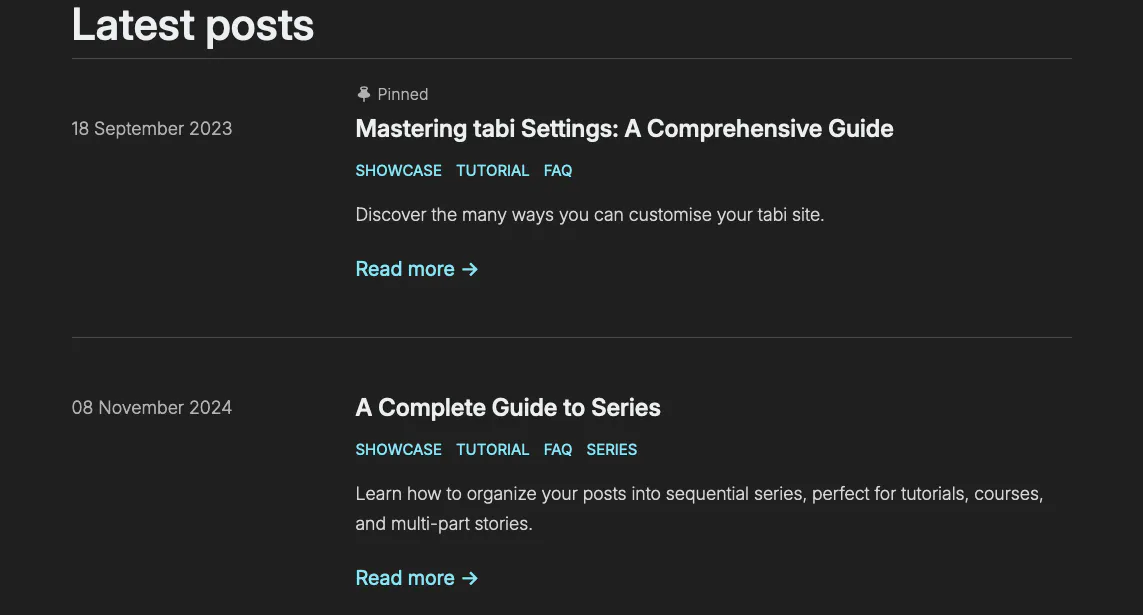 Latest posts
Pinned
18 September 2023
Mastering tabi Settings: A Comprehensive Guide
SHOWCASE TUTORIAL FAQ
Discover the many ways you can customise your tabi site.
Read more →
08 November 2024
A Complete Guide to Series
SHOWCASE TUTORIAL FAQ SERIES
Learn how to organize your posts into sequential series, perfect for tutorials, courses,
and multi-part stories.
Read more →